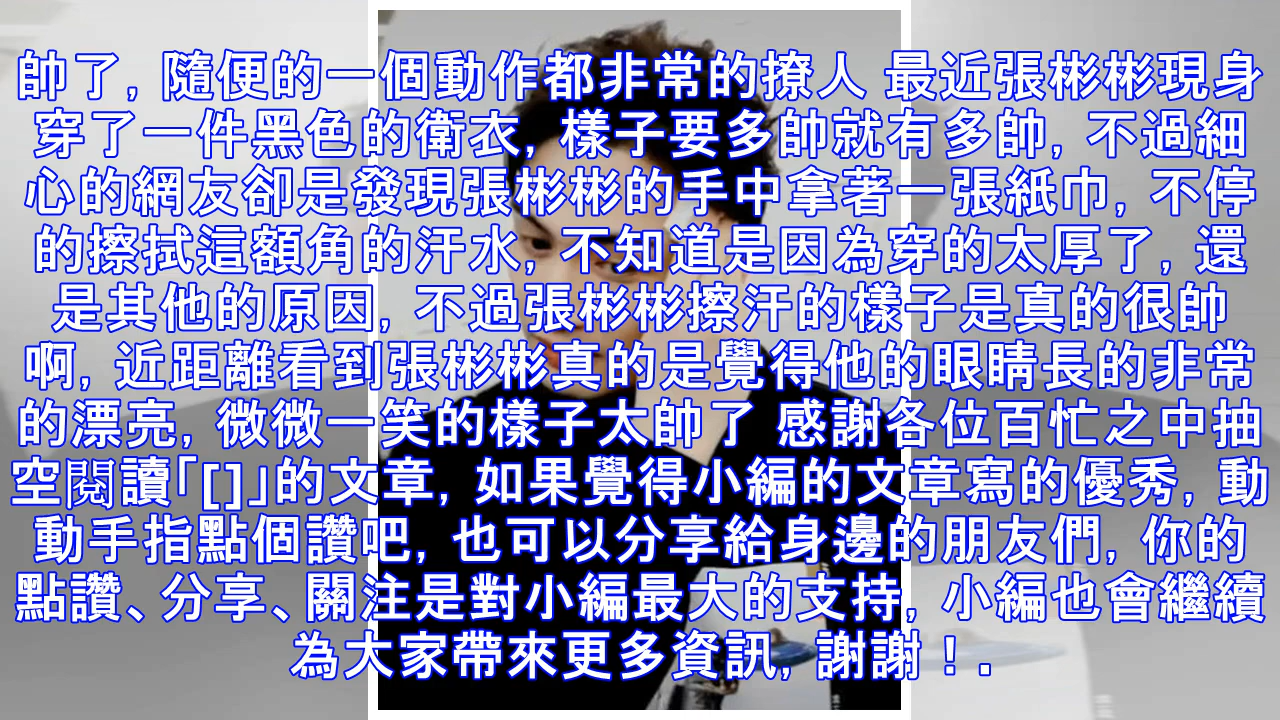 帥了, 隨便的一個動作都非常的撩人 最近張彬彬現身
穿了一件黑色的衛衣, 樣子要多帥就有多帥, 不過細
心的網友卻是發現張彬彬的手中拿著一張紙巾, 不停
的擦拭這額角的汗水, 不知道是因為穿的太厚了, 還
是其他的原因, 不過張彬彬擦汗的樣子是真的很帥
啊, 近距離看到張彬彬真的是覺得他的眼睛長的非常
的漂亮, 微微一笑的樣子太帥了 感謝各位百忙之中抽
空閱讀「[]」的文章, 如果覺得小編的文章寫的優秀, 動
動手指點個讚吧, 也可以分享給身邊的朋友們, 你的
點讚、分享、關注是對小編最大的支持, 小編也會繼續
為大家帶來更多資訊, 謝謝！.